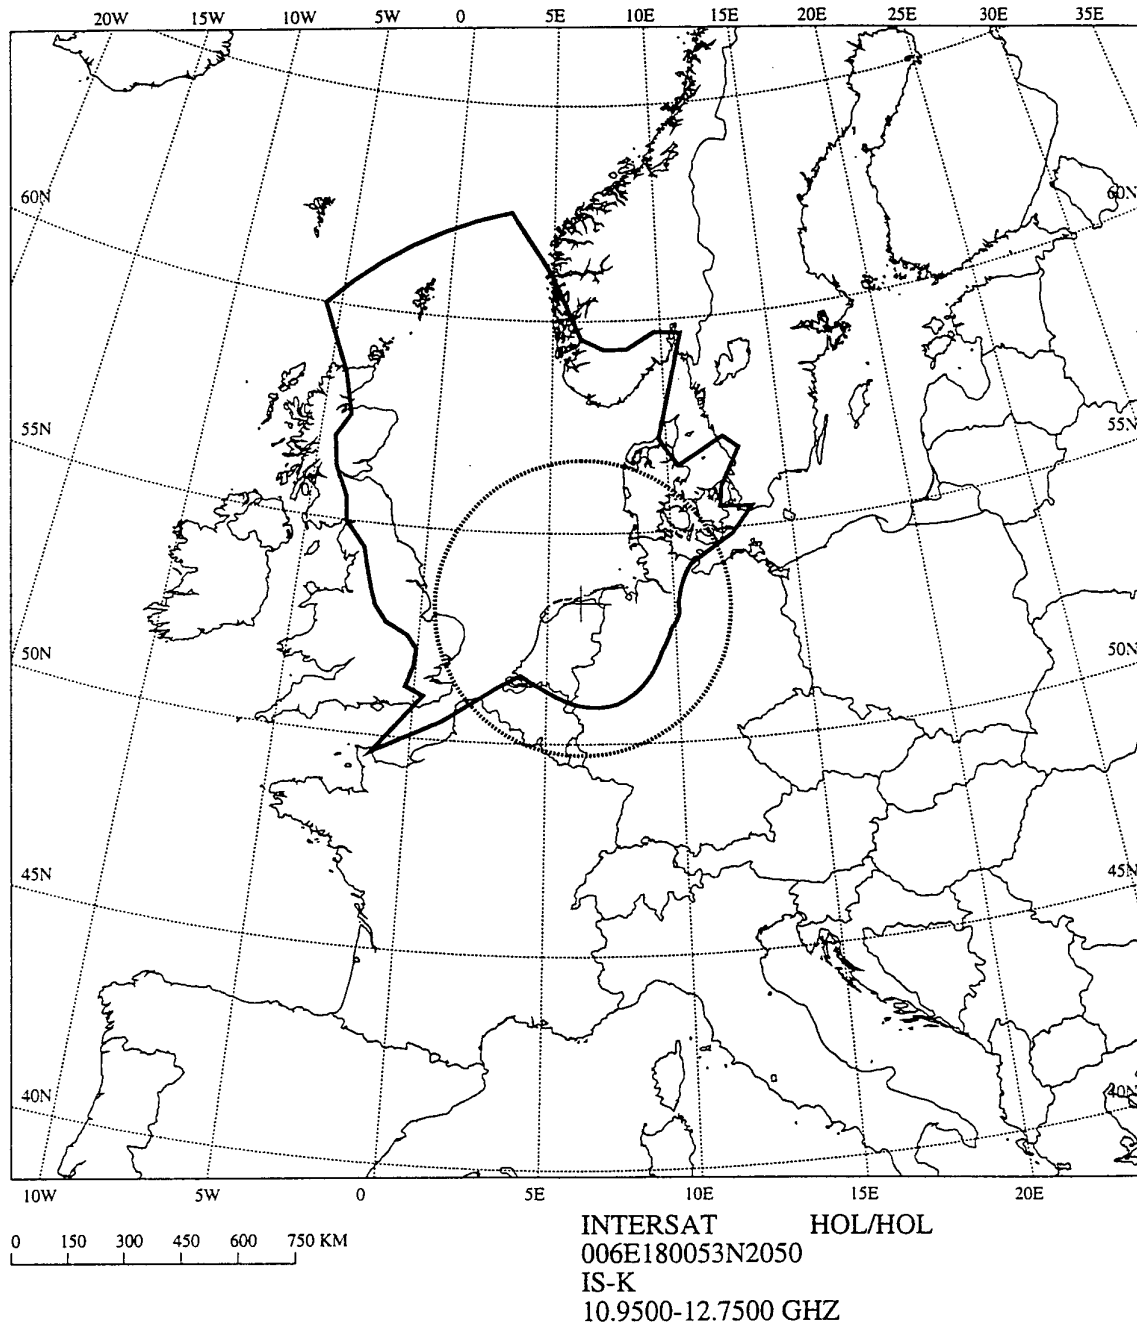 20W 15W 10W 5W 0 5E 10E 15E 20E 25E 30E 35E
60N 60N
55N 55N
50N 50N
45N 45N
40N 40N
10W 5W 0 5E 10E 15E 20E
0 150 300 450 600 750 KM
INTERSAT HOL/HOL
006E180053N2050
IS-K
10.9500-12.7500 GHZ